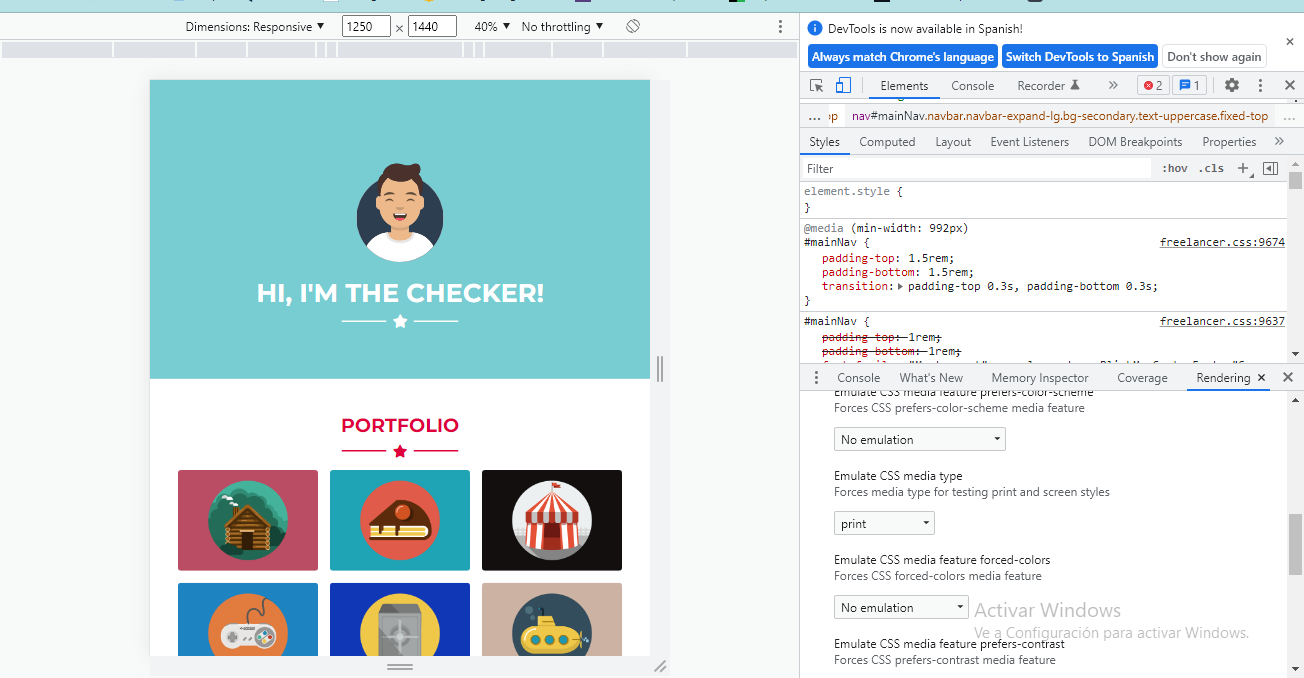 Dimensions: Responsive ▼ 1250 × 1440 40% ▼ No throttling ▼
HI, I'M THE CHECKER!
PORTFOLIO
DevTools is now available in Spanish!
Always match Chrome's language Switch DevTools to Spanish Don't show again
Elements Console Recorder 2 1
... nav#mainNav.navbar.navbar-expand-lg.bg-secondary.text-uppercase.fixed-top ...
Styles Computed Layout Event Listeners DOM Breakpoints Properties
Filter :hov .cls +
element.style {
}
@media (min-width: 992px)
#mainNav { freelancer.css:9674
padding-top: 1.5rem;
padding-bottom: 1.5rem;
transition: padding-top 0.3s, padding-bottom 0.3s;
}
#mainNav { freelancer.css:9637
padding-top: 1rem;
padding-bottom: 1rem;
Console What's New Memory Inspector Coverage Rendering
Emulate CSS media feature prefers-color-scheme
Forces CSS prefers-color-scheme media feature
No emulation
Emulate CSS media type
Forces media type for testing print and screen styles
print
Emulate CSS media feature forced-colors
Forces CSS forced-colors media feature
No emulation
Activar Windows
Ve a Configuración para activar Windows.
Emulate CSS media feature prefers-contrast
Forces CSS prefers-contrast media feature